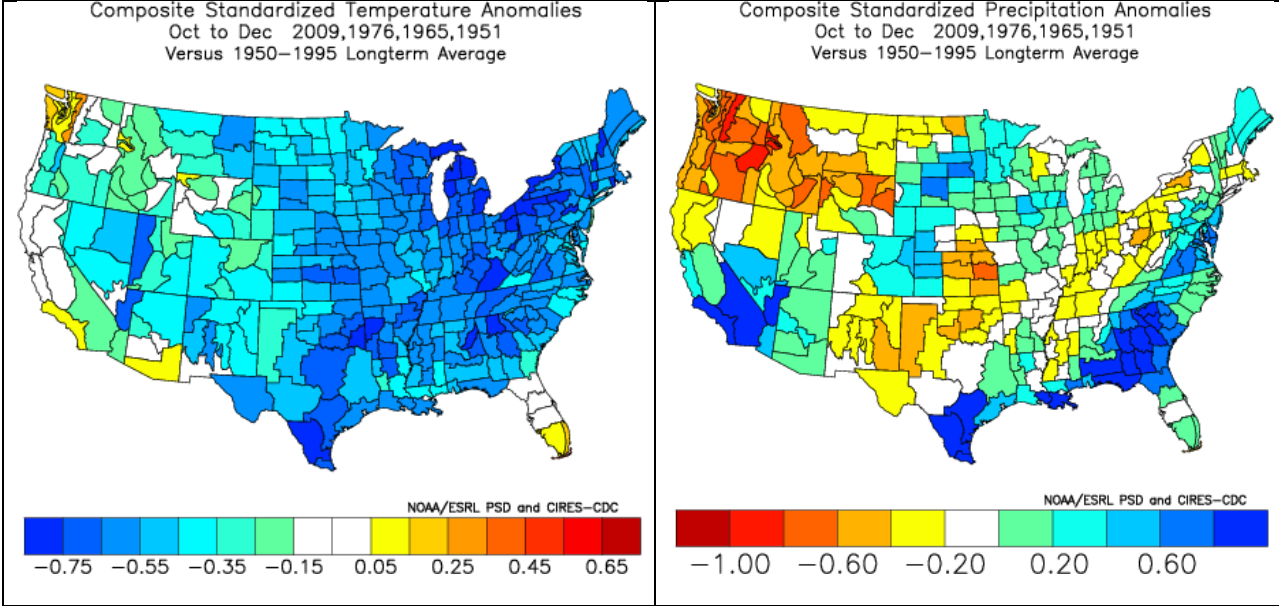 Composite Standardized Temperature Anomalies
Oct to Dec 2009,1976,1965,1951
Versus 1950−1995 Longterm Average
NOAA/ESRL PSD and CIRES−CDC
−0.75 −0.55 −0.35 −0.15 0.05 0.25 0.45 0.65
Composite Standardized Precipitation Anomalies
Oct to Dec 2009,1976,1965,1951
Versus 1950−1995 Longterm Average
NOAA/ESRL PSD and CIRES−CDC
−1.00 −0.60 −0.20 0.20 0.60